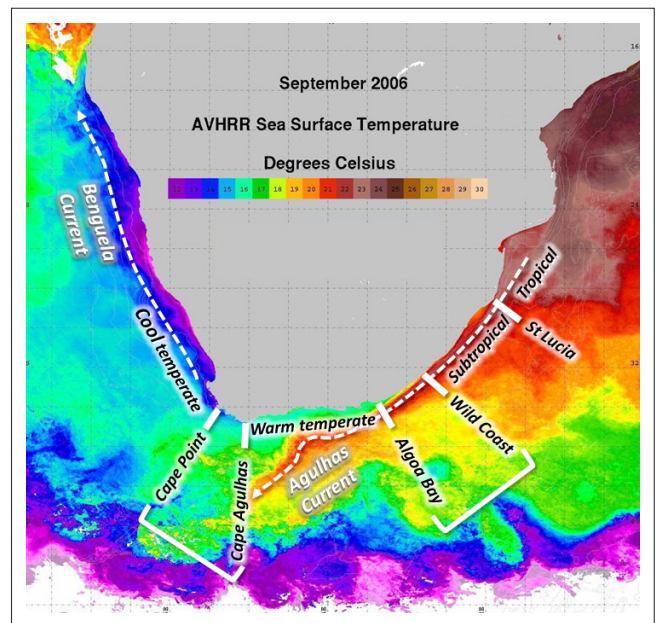 September 2006
AVHRR Sea Surface Temperature
Degrees Celsius
12 13 14 15 16 17 18 19 20 21 22 23 24 25 26 27 28 29 30
Benguela
Current
Cool temperate
Cape Point
Cape Agulhas
Warm temperate
Agulhas
Current
Algoa Bay
Wild Coast
Subtropical
St Lucia
Tropical
32